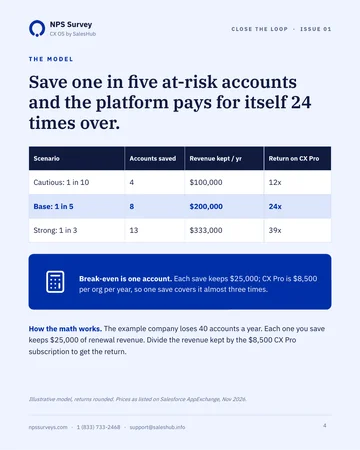 NPS Survey
CX OS by SalesHub
CLOSE THE LOOP · ISSUE 01
THE MODEL
Save one in five at-risk accounts
and the platform pays for itself 24
times over.
Scenario Accounts saved Revenue kept / yr Return on CX Pro
Cautious: 1 in 10 4 $100,000 12x
Base: 1 in 5 8 $200,000 24x
Strong: 1 in 3 13 $333,000 39x
Break-even is one account. Each save keeps $25,000; CX Pro is $8,500
per org per year, so one save covers it almost three times.
How the math works. The example company loses 40 accounts a year. Each one you save
keeps $25,000 of renewal revenue. Divide the revenue kept by the $8,500 CX Pro
subscription to get the return.
Illustrative model, returns rounded. Prices as listed on Salesforce AppExchange, Nov 2026.
npssurveys.com · 1 (833) 733-2468 · support@saleshub.info
4